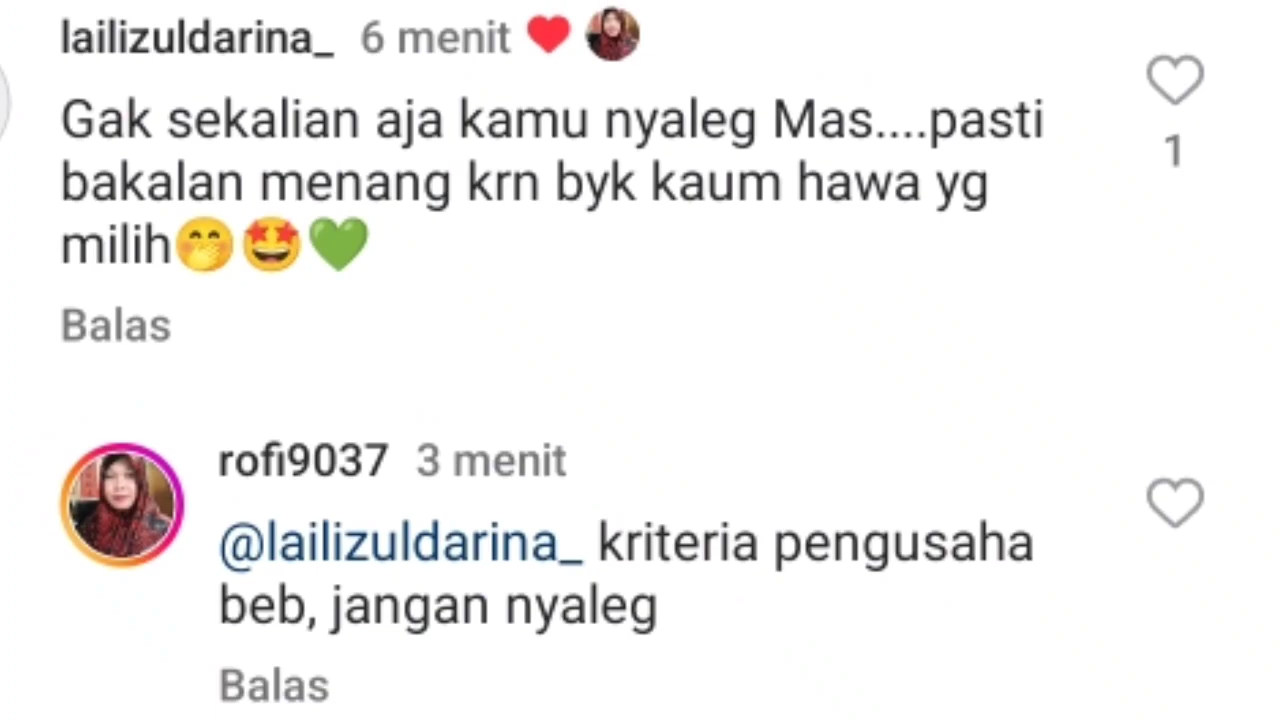 lailizuldarina_ 6 menit ❤️
1
Gak sekalian aja kamu nyaleg Mas....pasti
bakalan menang krn byk kaum hawa yg
milih🤭🤩💚
Balas
rofi9037 3 menit
@lailizuldarina_ kriteria pengusaha
beb, jangan nyaleg
Balas